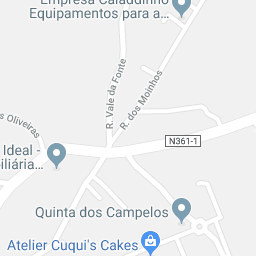 Empresa Caladdinho
Equipamentos para a...
R. Vale da Fonte
R. dos Moinhos
Oliveiras
N361-1
Ideal -
iliária...
Quinta dos Campelos
Atelier Cuqui's Cakes